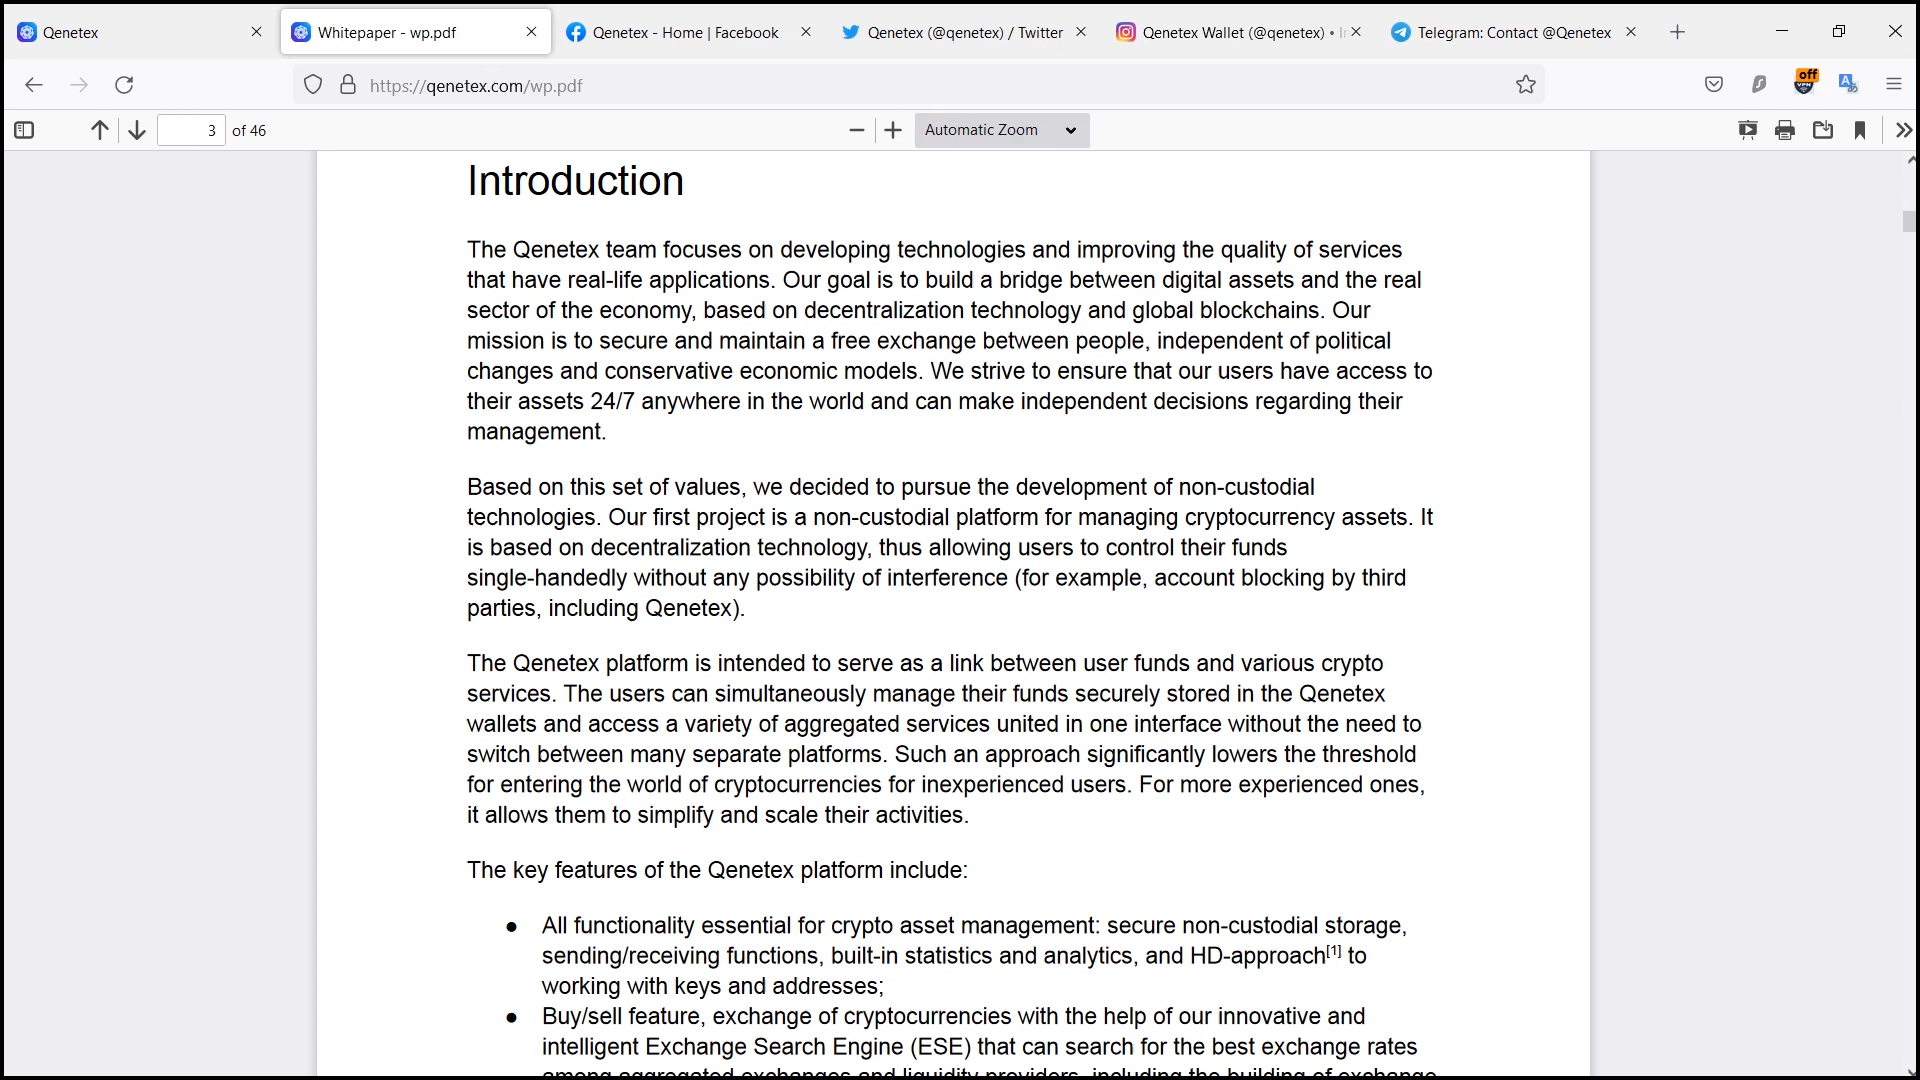 Qenetex
Whitepaper - wp.pdf
Qenetex - Home | Facebook
Qenetex (@qenetex) / Twitter
Qenetex Wallet (@qenetex) •
Telegram: Contact @Qenetex
https://qenetex.com/wp.pdf
off
VPN
3 of 46
Automatic Zoom
Introduction
The Qenetex team focuses on developing technologies and improving the quality of services
that have real-life applications. Our goal is to build a bridge between digital assets and the real
sector of the economy, based on decentralization technology and global blockchains. Our
mission is to secure and maintain a free exchange between people, independent of political
changes and conservative economic models. We strive to ensure that our users have access to
their assets 24/7 anywhere in the world and can make independent decisions regarding their
management.
Based on this set of values, we decided to pursue the development of non-custodial
technologies. Our first project is a non-custodial platform for managing cryptocurrency assets. It
is based on decentralization technology, thus allowing users to control their funds
single-handedly without any possibility of interference (for example, account blocking by third
parties, including Qenetex).
The Qenetex platform is intended to serve as a link between user funds and various crypto
services. The users can simultaneously manage their funds securely stored in the Qenetex
wallets and access a variety of aggregated services united in one interface without the need to
switch between many separate platforms. Such an approach significantly lowers the threshold
for entering the world of cryptocurrencies for inexperienced users. For more experienced ones,
it allows them to simplify and scale their activities.
The key features of the Qenetex platform include:
● All functionality essential for crypto asset management: secure non-custodial storage,
sending/receiving functions, built-in statistics and analytics, and HD-approach[1] to
working with keys and addresses;
● Buy/sell feature, exchange of cryptocurrencies with the help of our innovative and
intelligent Exchange Search Engine (ESE) that can search for the best exchange rates
among aggregated exchanges and liquidity providers, including the building of exchange